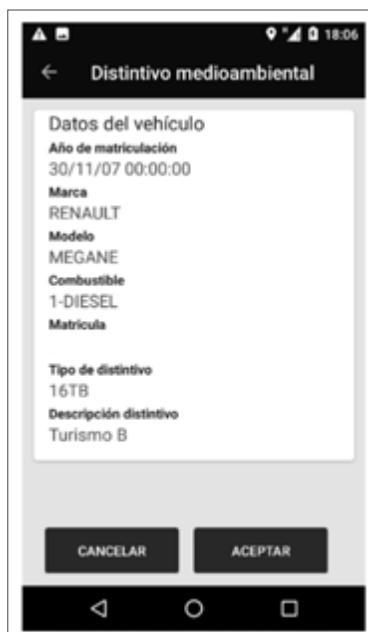 18:06
Distintivo medioambiental
Datos del vehículo
Año de matriculación
30/11/07 00:00:00
Marca
RENAULT
Modelo
MEGANE
Combustible
1-DIESEL
Matricula
Tipo de distintivo
16TB
Descripción distintivo
Turismo B
CANCELAR ACEPTAR